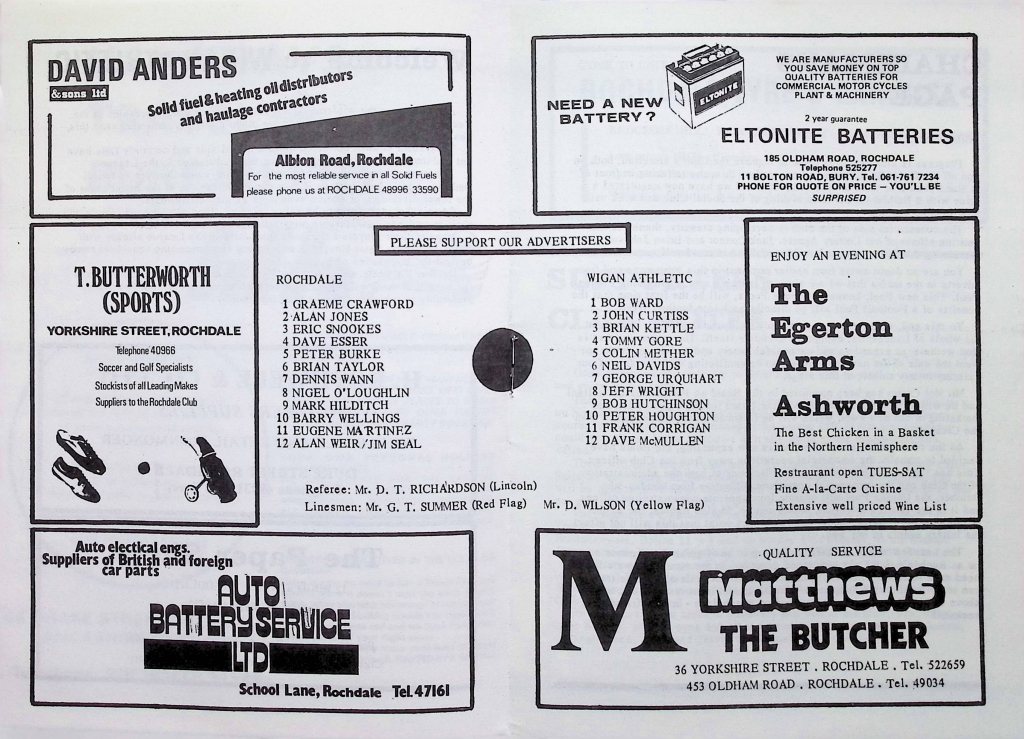 DAVID ANDERS
& sons ltd
Solid fuel & heating oil distributors
and haulage contractors
Albion Road, Rochdale
For the most reliable service in all Solid Fuels
please phone us at ROCHDALE 48996 33590
NEED A NEW
BATTERY?
ELTONITE
WE ARE MANUFACTURERS SO
YOU SAVE MONEY ON TOP
QUALITY BATTERIES FOR
COMMERCIAL MOTOR CYCLES
PLANT & MACHINERY
2 year guarantee
ELTONITE BATTERIES
185 OLDHAM ROAD, ROCHDALE
Telephone 525277
11 BOLTON ROAD, BURY. Tel. 061-761 7234
PHONE FOR QUOTE ON PRICE – YOU'LL BE
SURPRISED
T. BUTTERWORTH
(SPORTS)
YORKSHIRE STREET, ROCHDALE
Telephone 40966
Soccer and Golf Specialists
Stockists of all Leading Makes
Suppliers to the Rochdale Club
PLEASE SUPPORT OUR ADVERTISERS
ROCHDALE
1 GRAEME CRAWFORD
2 ALAN JONES
3 ERIC SNOOKES
4 DAVE ESSER
5 PETER BURKE
6 BRIAN TAYLOR
7 DENNIS WANN
8 NIGEL O'LOUGHLIN
9 MARK HILDITCH
10 BARRY WELLINGS
11 EUGENE MARTINEZ
12 ALAN WEIR/JIM SEAL
WIGAN ATHLETIC
1 BOB WARD
2 JOHN CURTISS
3 BRIAN KETTLE
4 TOMMY GORE
5 COLIN METHER
6 NEIL DAVIDS
7 GEORGE URQUHART
8 JEFF WRIGHT
9 BOB HUTCHINSON
10 PETER HOUGHTON
11 FRANK CORRIGAN
12 DAVE McMULLEN
Referee: Mr. D. T. RICHARDSON (Lincoln)
Linesmen: Mr. G. T. SUMMER (Red Flag) Mr. D. WILSON (Yellow Flag)
ENJOY AN EVENING AT
The
Egerton
Arms
Ashworth
The Best Chicken in a Basket
in the Northern Hemisphere
Restaurant open TUES-SAT
Fine A-la-Carte Cuisine
Extensive well priced Wine List
Auto electical engs.
Suppliers of British and foreign
car parts
AUTO
BATTERY SERVICE
LTD
School Lane, Rochdale Tel. 47161
M
QUALITY SERVICE
Matthews
THE BUTCHER
36 YORKSHIRE STREET . ROCHDALE . Tel. 522659
453 OLDHAM ROAD . ROCHDALE . Tel. 49034